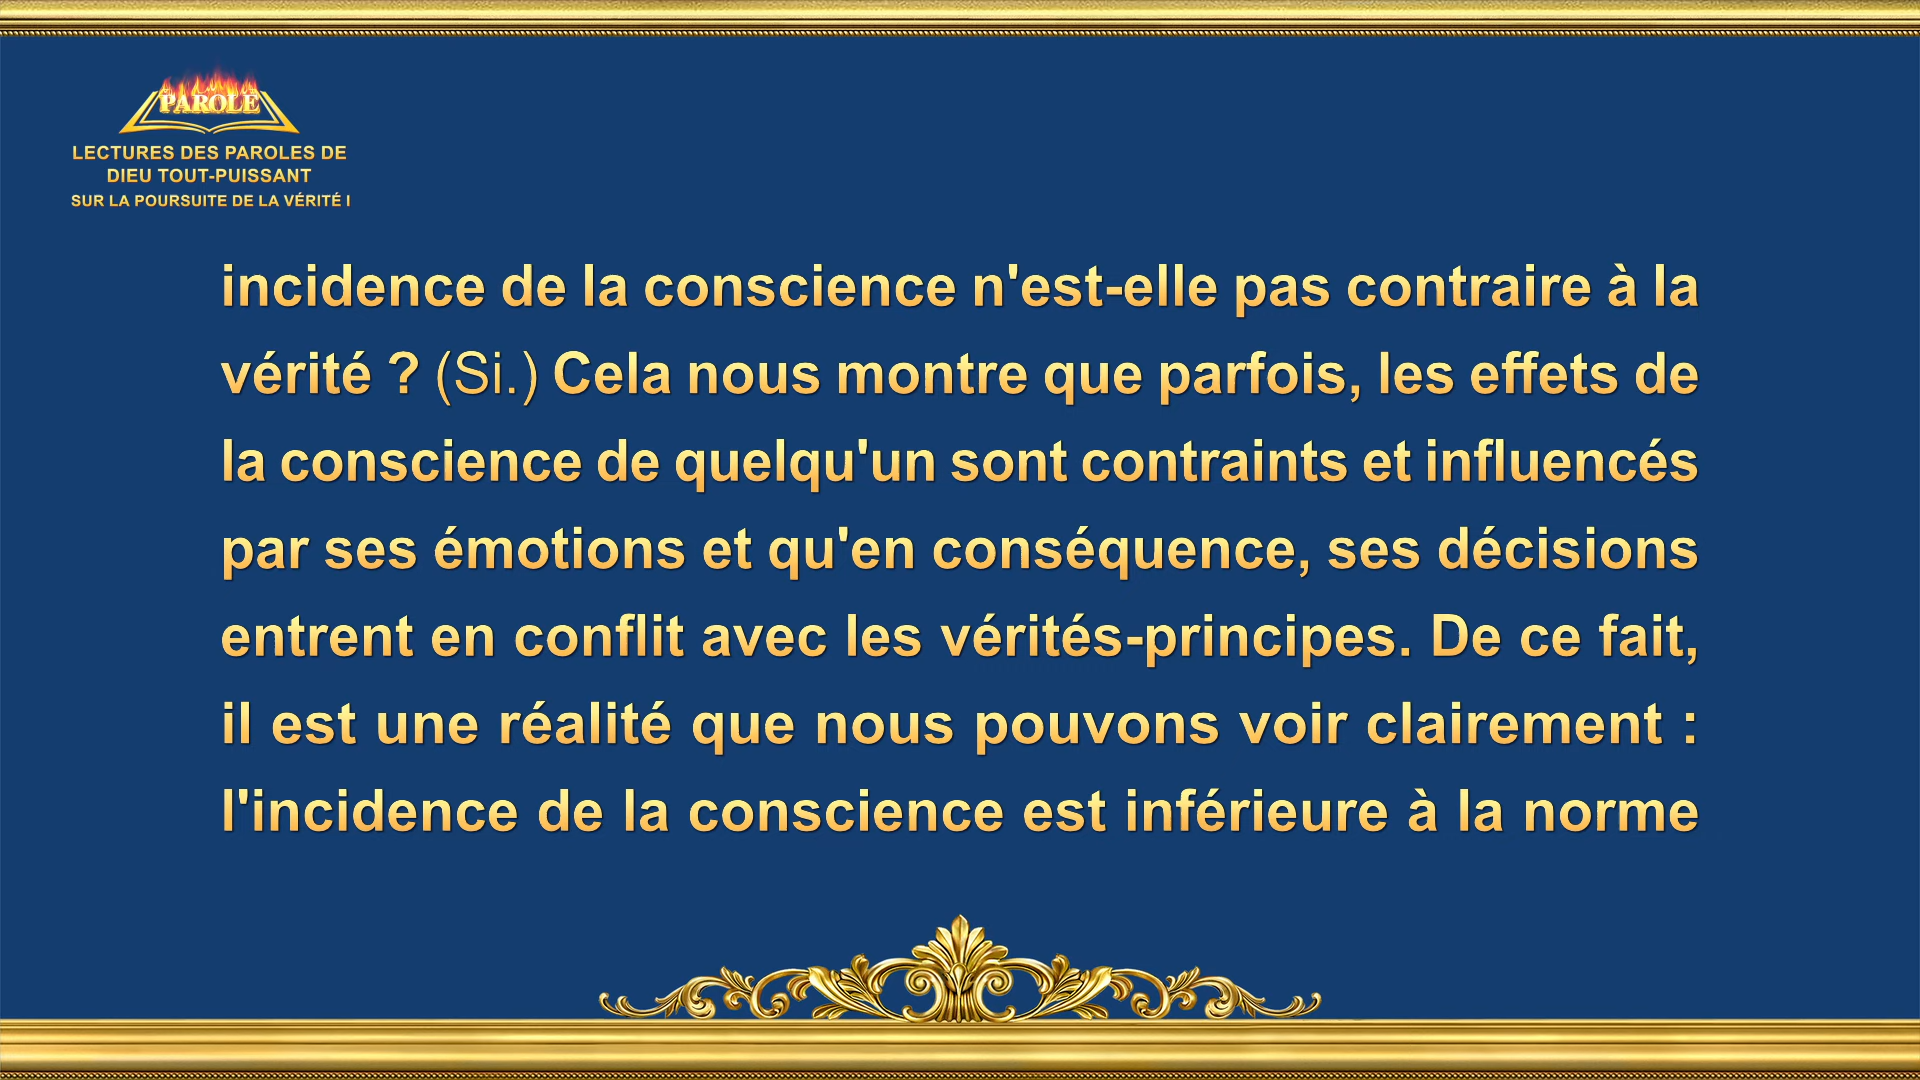 PAROLE
LECTURES DES PAROLES DE
DIEU TOUT-PUISSANT
SUR LA POURSUITE DE LA VÉRITÉ I
incidence de la conscience n'est-elle pas contraire à la
vérité ? (Si.) Cela nous montre que parfois, les effets de
la conscience de quelqu'un sont contraints et influencés
par ses émotions et qu'en conséquence, ses décisions
entrent en conflit avec les vérités-principes. De ce fait,
il est une réalité que nous pouvons voir clairement :
l'incidence de la conscience est inférieure à la norme